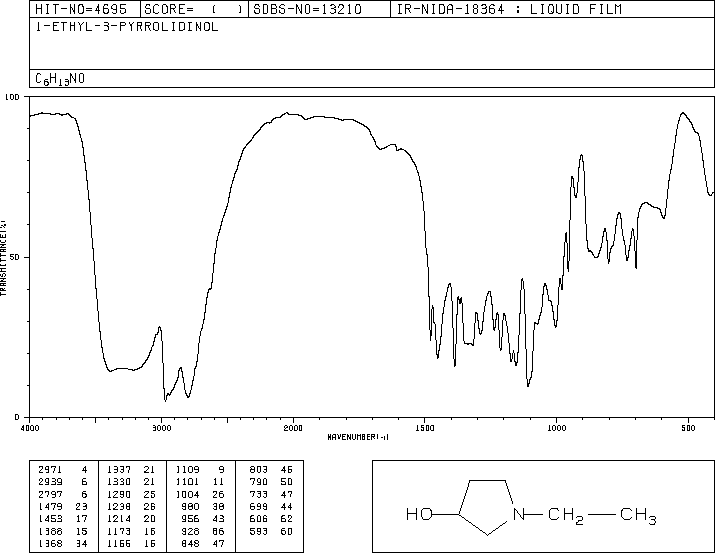 HIT-NO=4695 SCORE= ( ) SDBS-NO=13210 IR-NIDA-18364 : LIQUID FILM
1-ETHYL-3-PYRROLIDINOL
C6H13NO
100
50
0
TRANSMITTANCE(%)
4000 3000 2000 1500 1000 500
WAVENUMBER(-1)
2971 4 1337 21 1109 9 803 46
2939 6 1330 21 1101 11 790 50
2797 6 1290 25 1004 26 733 47
1479 23 1238 26 980 38 699 44
1453 17 1214 20 956 43 606 62
1388 15 1173 16 928 86 593 60
1368 34 1156 16 848 47
HO N CH2 CH3